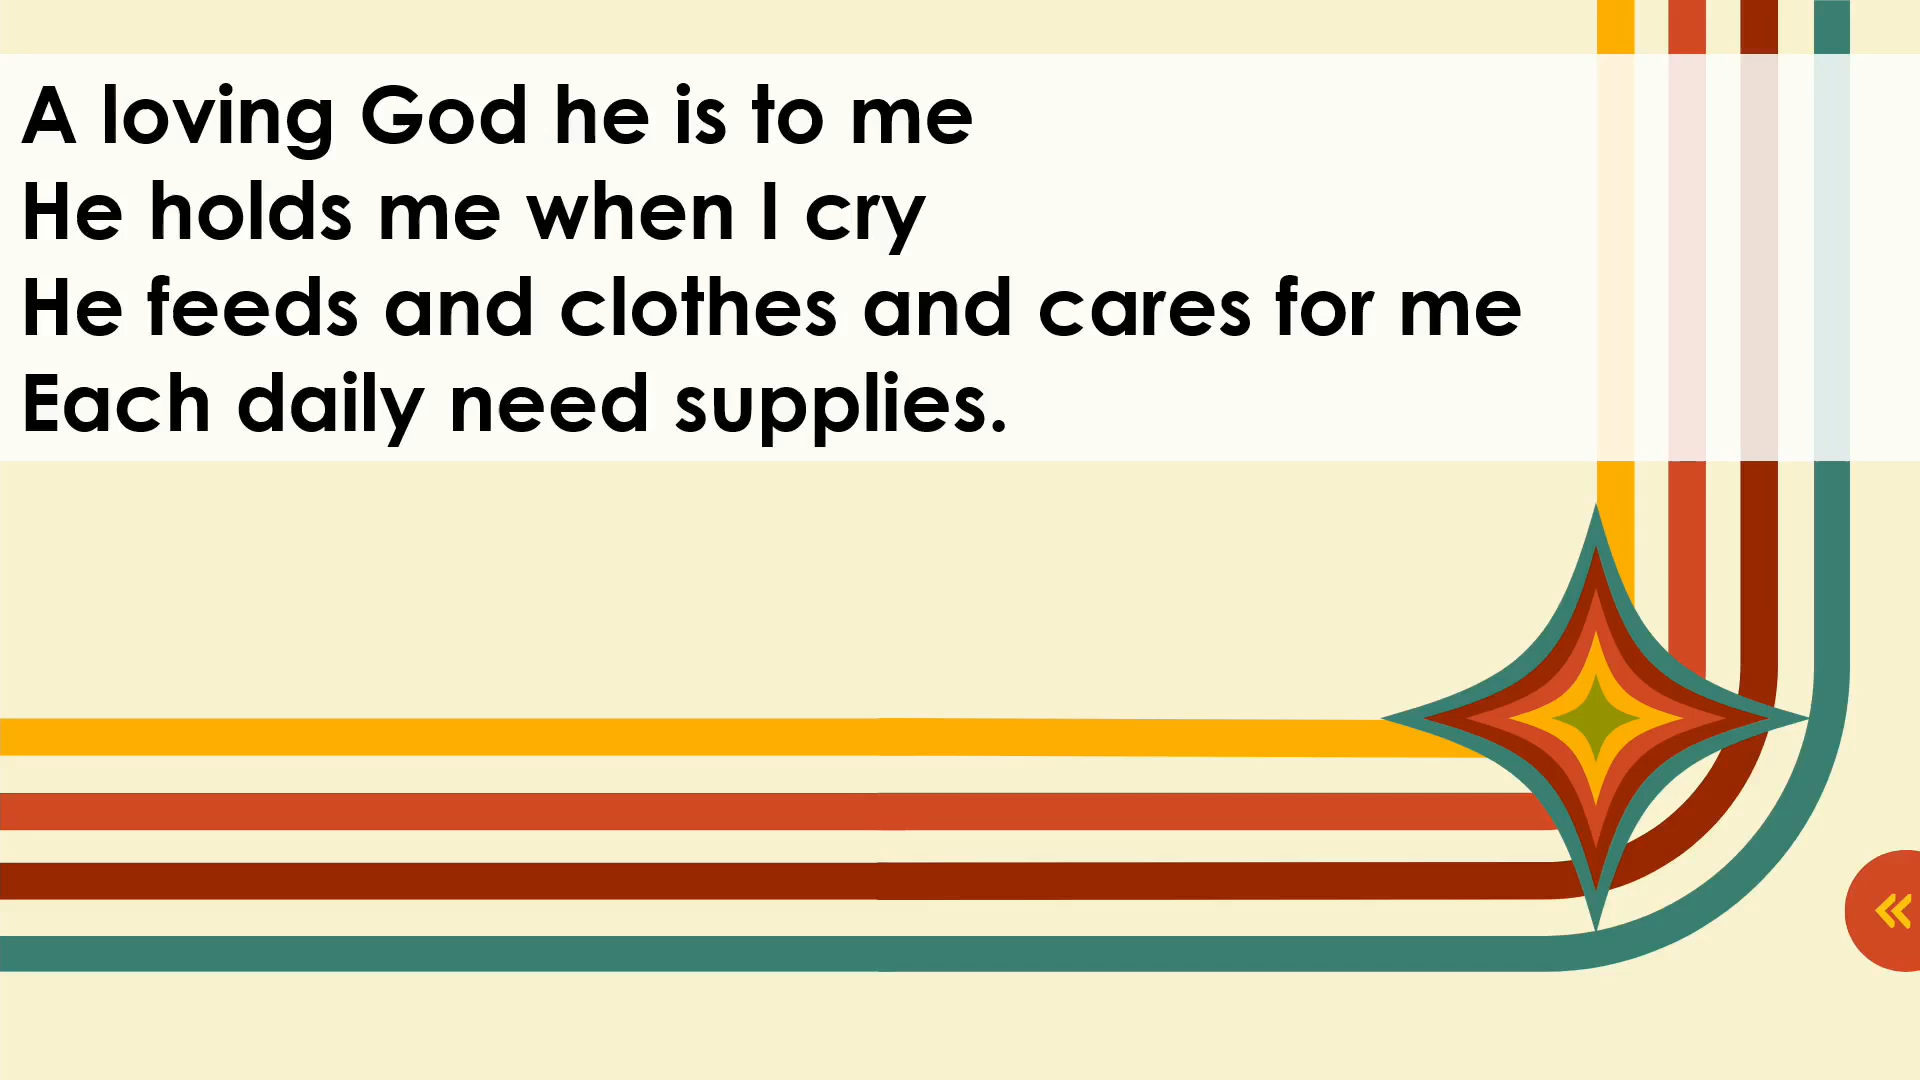 A loving God he is to me
He holds me when I cry
He feeds and clothes and cares for me
Each daily need supplies.